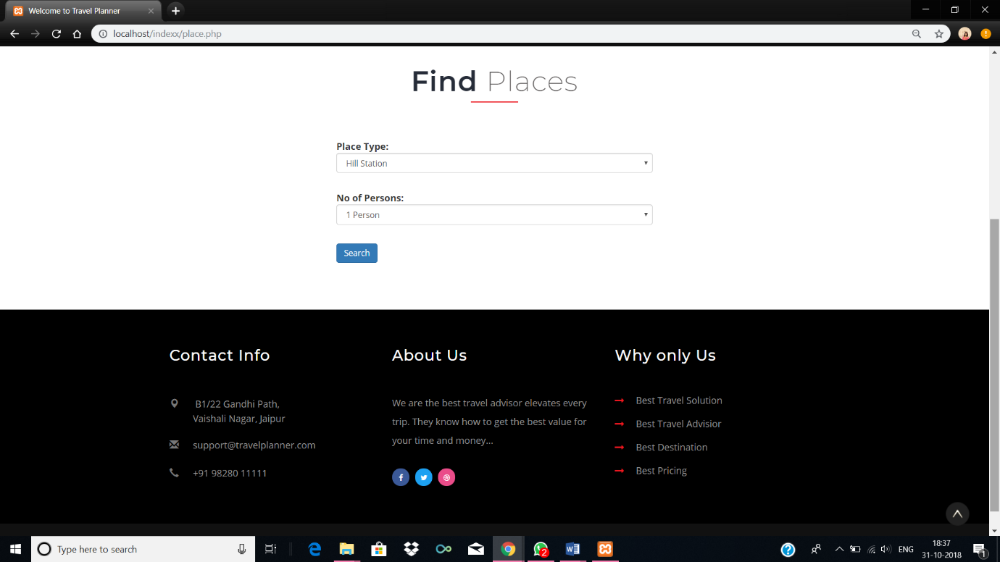 Welcome to Travel Planner
localhost/indexx/place.php
Find Places
Place Type:
Hill Station
No of Persons:
1 Person
Search
Contact Info
B1/22 Gandhi Path,
Vaishali Nagar, Jaipur
support@travelplanner.com
+91 98280 11111
About Us
We are the best travel advisor elevates every
trip. They know how to get the best value for
your time and money...
Why only Us
Best Travel Solution
Best Travel Advisior
Best Destination
Best Pricing
Type here to search
2
ENG
18:37
31-10-2018
1